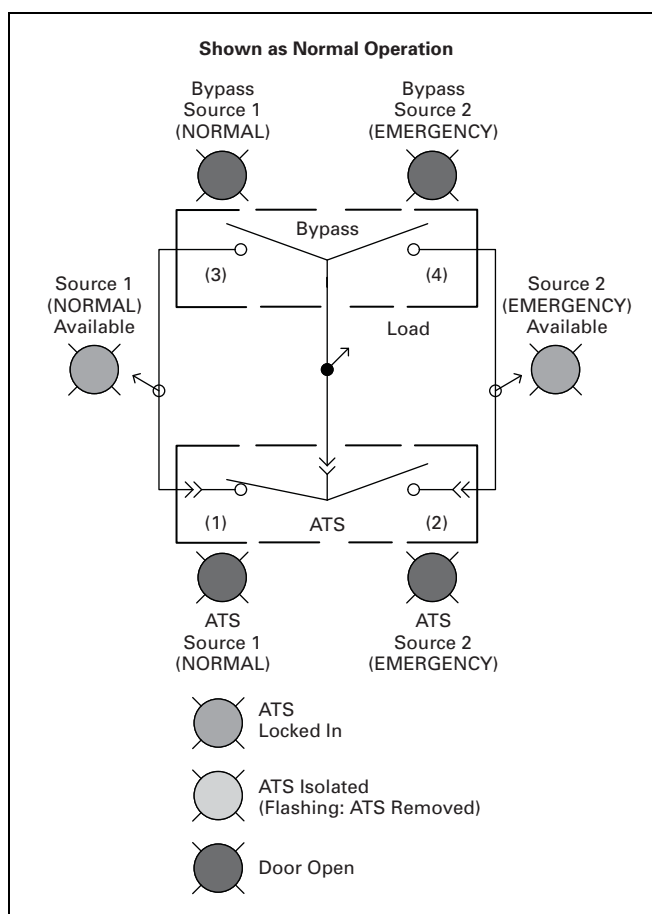 Shown as Normal Operation
Bypass
Source 1
(NORMAL)
Bypass
Source 2
(EMERGENCY)
Bypass
(3)
(4)
Source 1
(NORMAL)
Available
Source 2
(EMERGENCY)
Available
Load
(1)
ATS
(2)
ATS
Source 1
(NORMAL)
ATS
Source 2
(EMERGENCY)
ATS
Locked In
ATS Isolated
(Flashing: ATS Removed)
Door Open